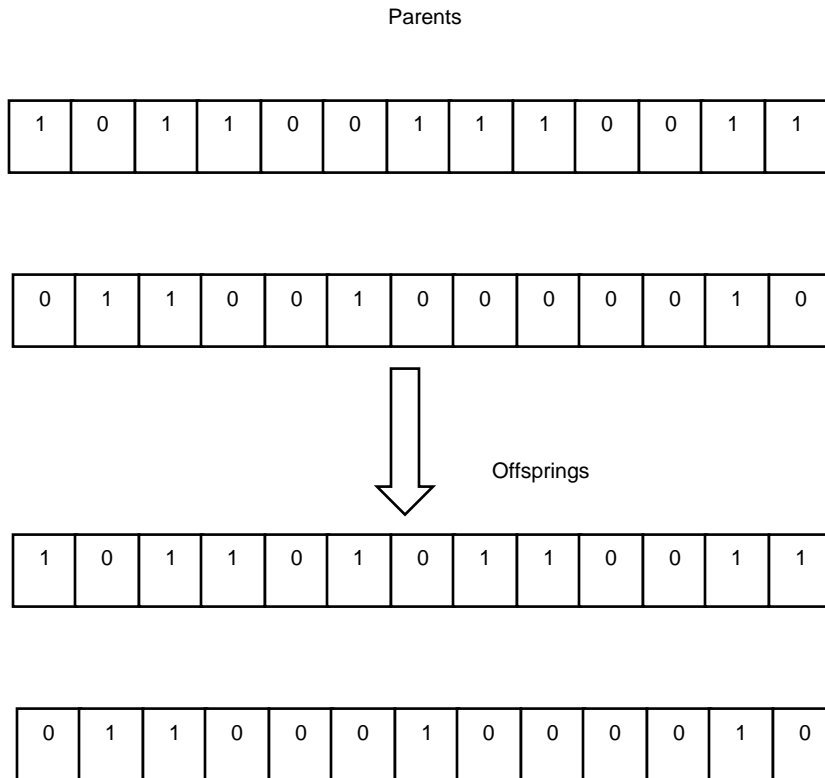 Parents
1 0 1 1 0 0 1 1 1 0 0 1 1
0 1 1 0 0 1 0 0 0 0 0 1 0
Offsprings
1 0 1 1 0 1 0 1 1 0 0 1 1
0 1 1 0 0 0 1 0 0 0 0 1 0